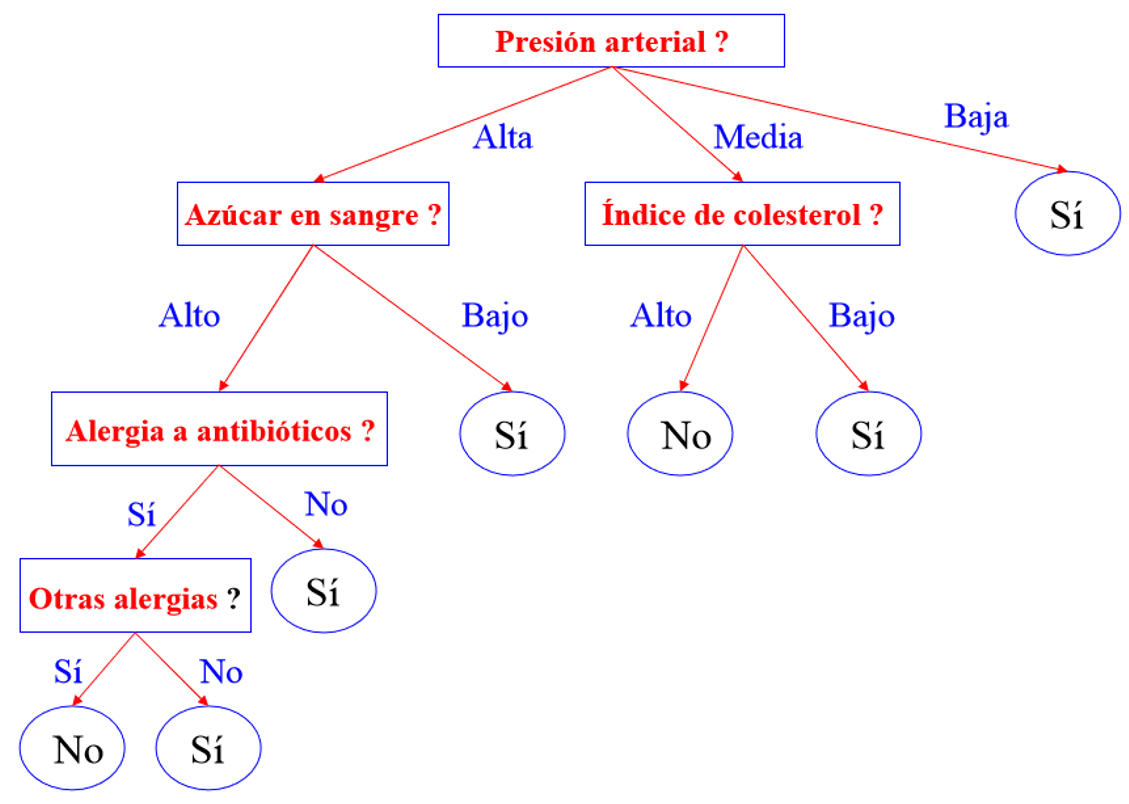 Presión arterial ?
Alta
Media
Baja
Azúcar en sangre ?
Índice de colesterol ?
Sí
Alto
Bajo
Alto
Bajo
Alergia a antibióticos ?
Sí
No
Sí
Sí
No
Otras alergias ?
Sí
Sí
No
No
Sí